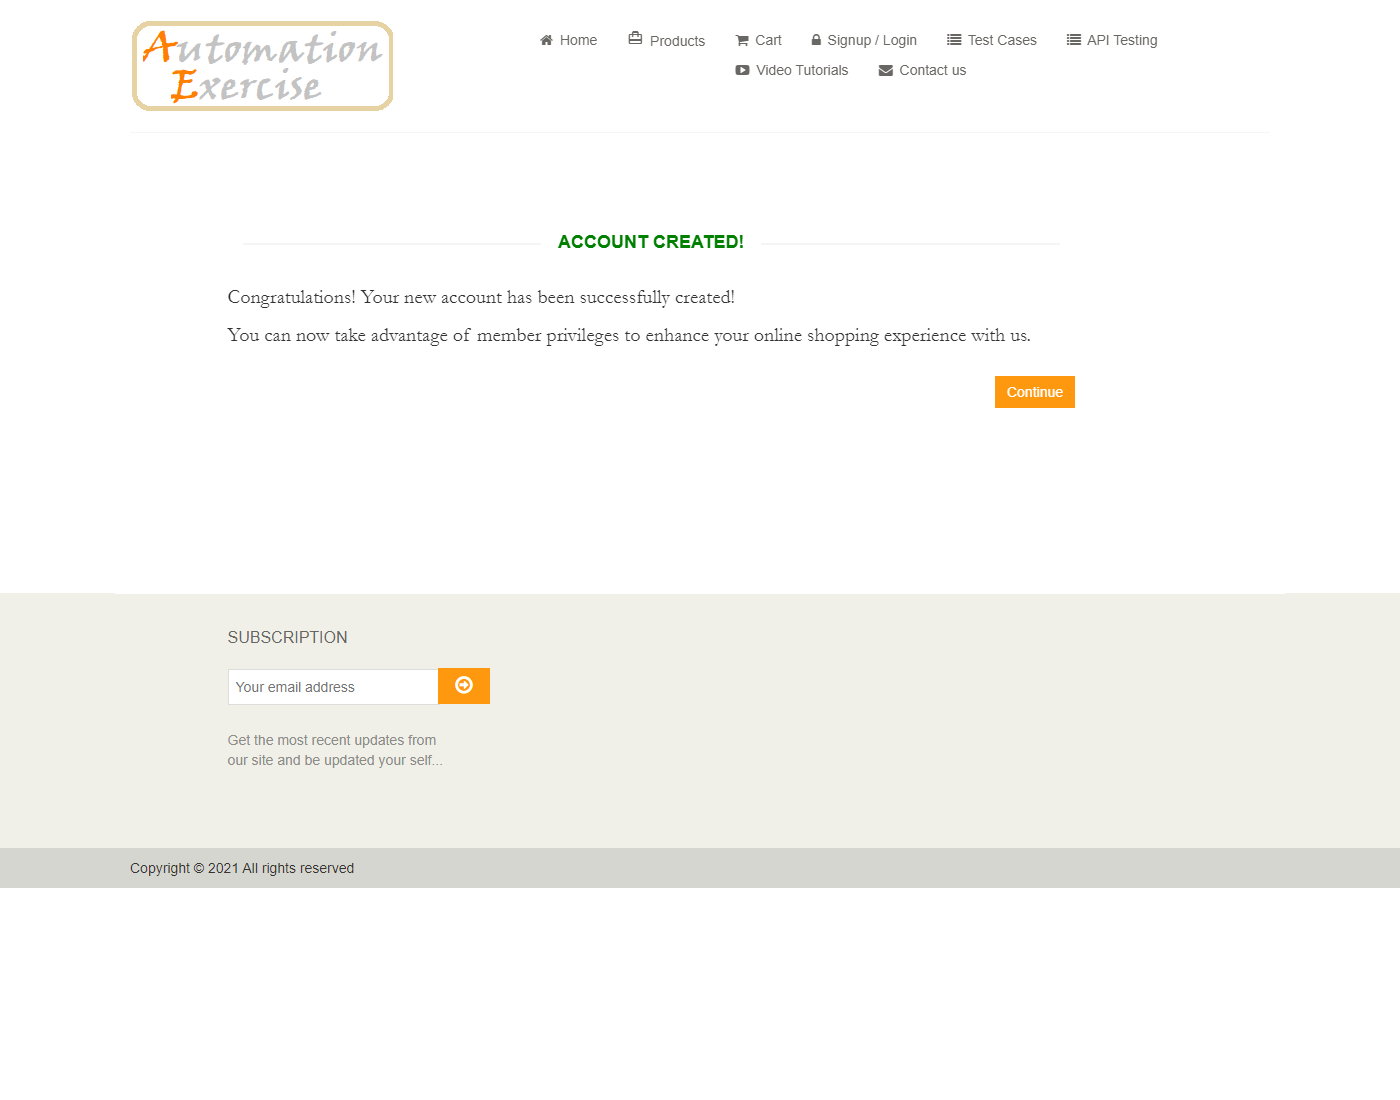 Automation
Exercise
Home
Products
Cart
Signup / Login
Test Cases
API Testing
Video Tutorials
Contact us
ACCOUNT CREATED!
Congratulations! Your new account has been successfully created!
You can now take advantage of member privileges to enhance your online shopping experience with us.
Continue
SUBSCRIPTION
Your email address
Get the most recent updates from
our site and be updated your self...
Copyright © 2021 All rights reserved